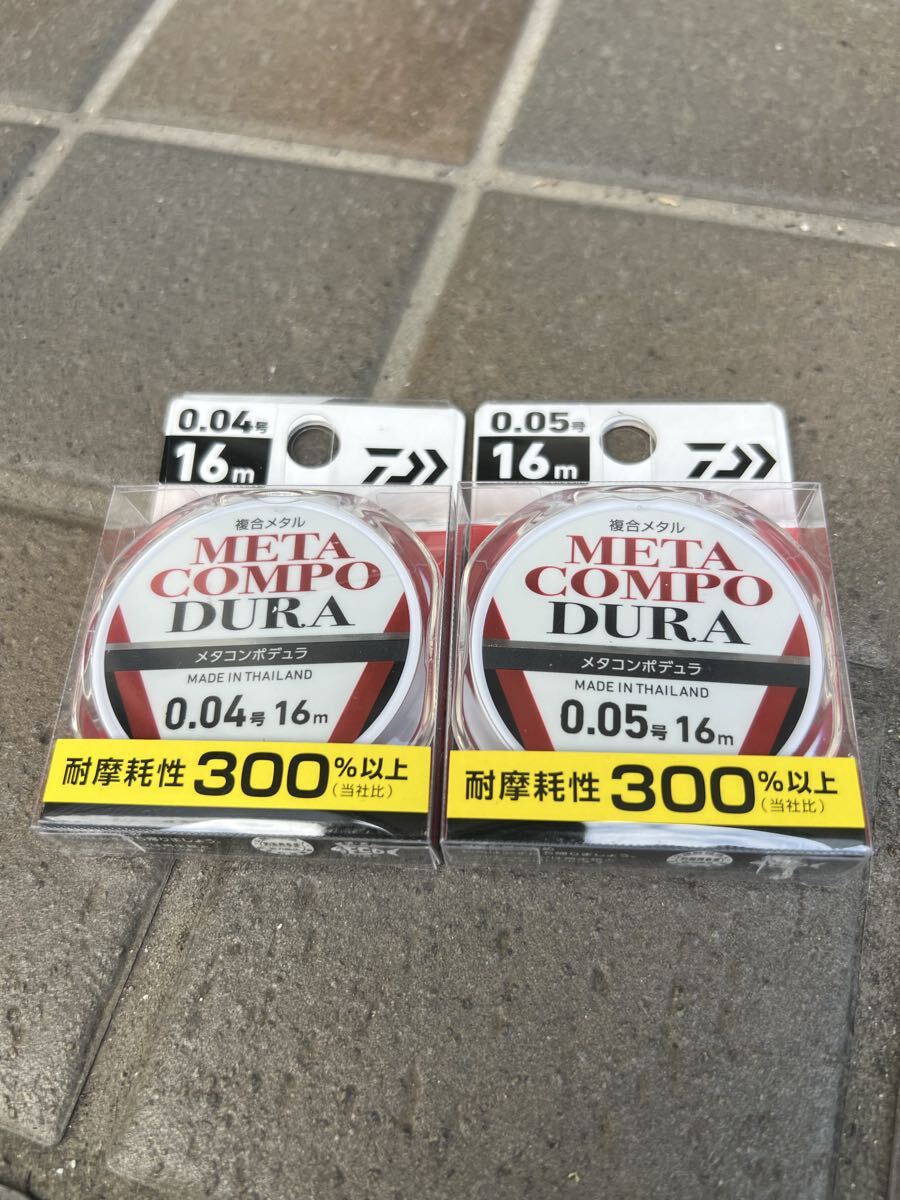 0.04号
16m
複合メタル
META
COMPO
DURA
メタコンポデュラ
MADE IN THAILAND
0.04号 16m
耐摩耗性 300%以上
(当社比)
0.05号
16m
複合メタル
META
COMPO
DURA
メタコンポデュラ
MADE IN THAILAND
0.05号 16m
耐摩耗性 300%以上
(当社比)